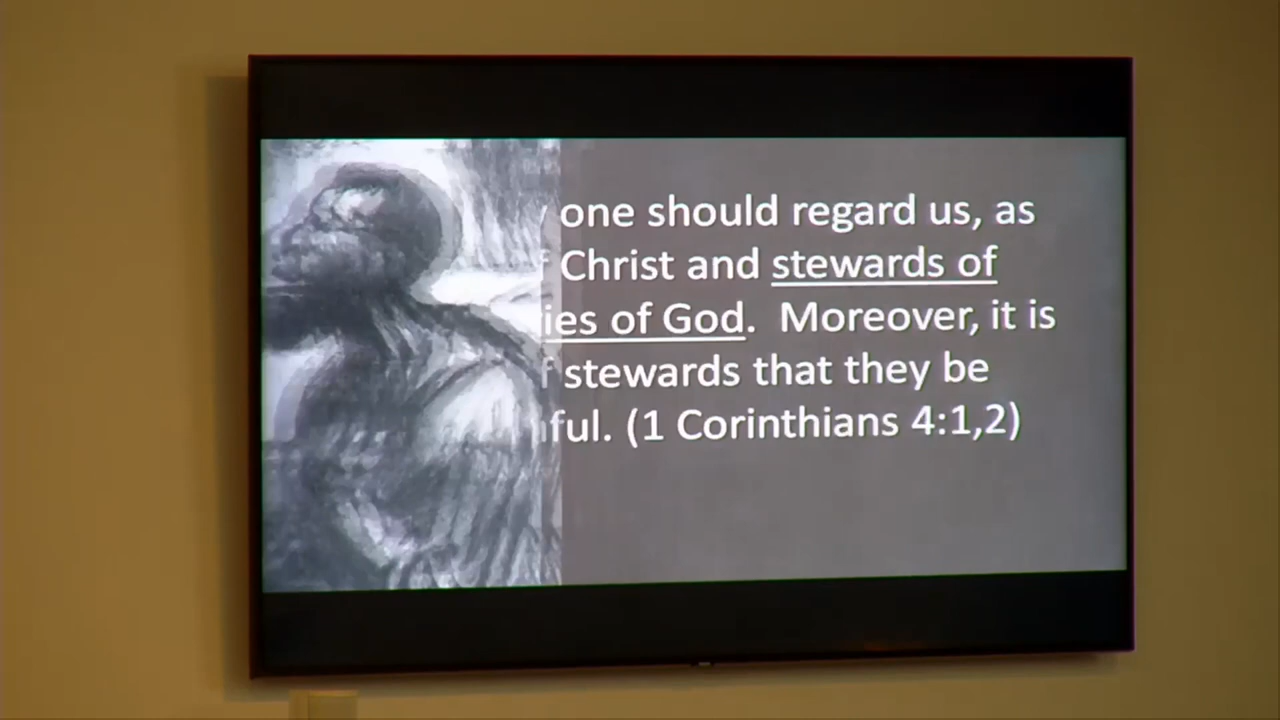 one should regard us, as
Christ and stewards of
ies of God. Moreover, it is
stewards that they be
ful. (1 Corinthians 4:1,2)